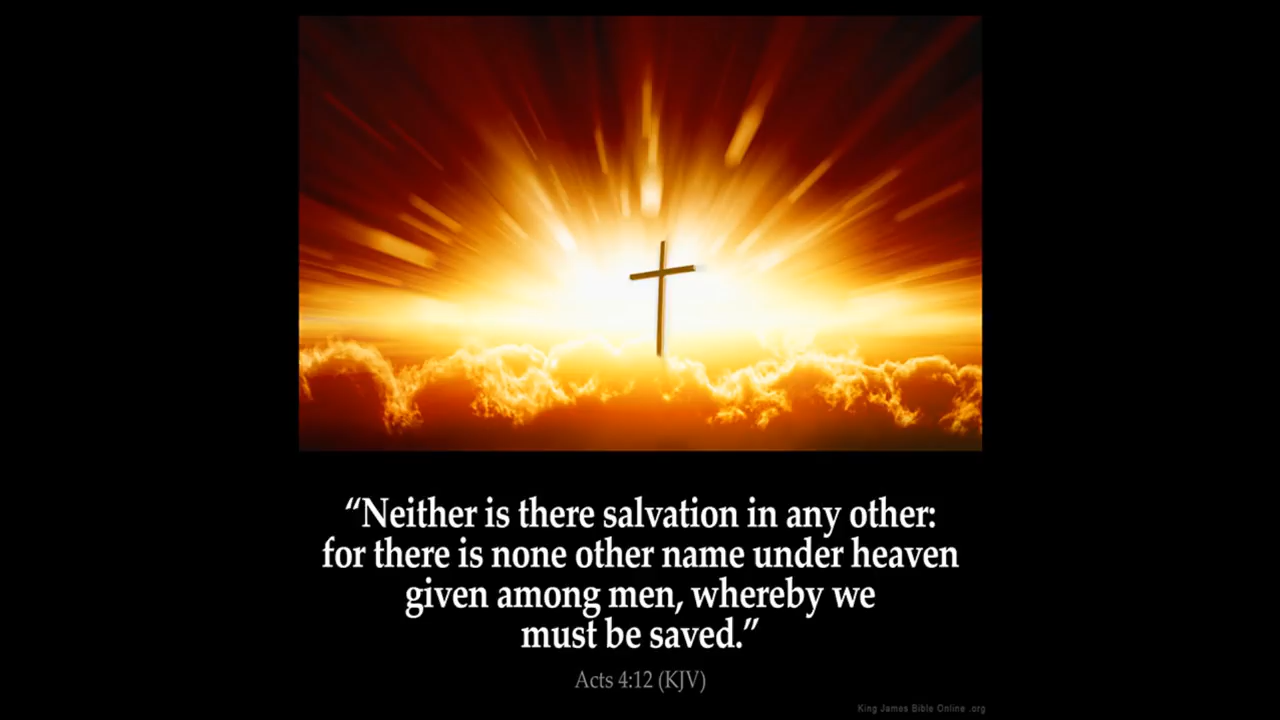 “Neither is there salvation in any other:
for there is none other name under heaven
given among men, whereby we
must be saved.”
Acts 4:12 (KJV)
King James Bible Online .org